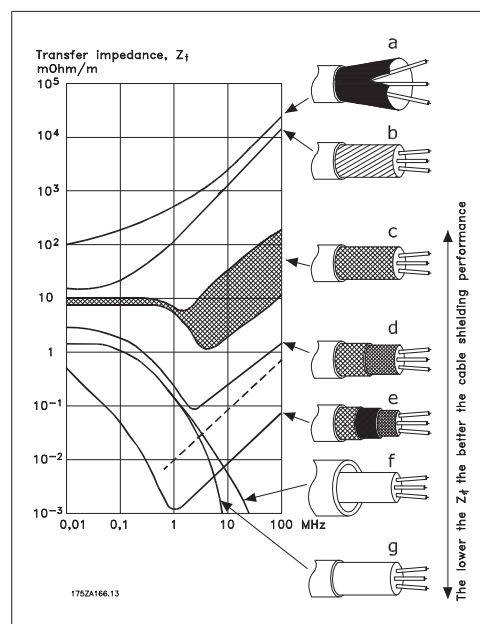 Transfer impedance, Zt
mOhm/m
10⁵
10⁴
10³
10²
10
1
10⁻¹
10⁻²
10⁻³
0,01
0,1
1
10
100
MHz
a
b
c
d
e
f
g
The lower the Zt the better the cable shielding performance
175ZA166.13